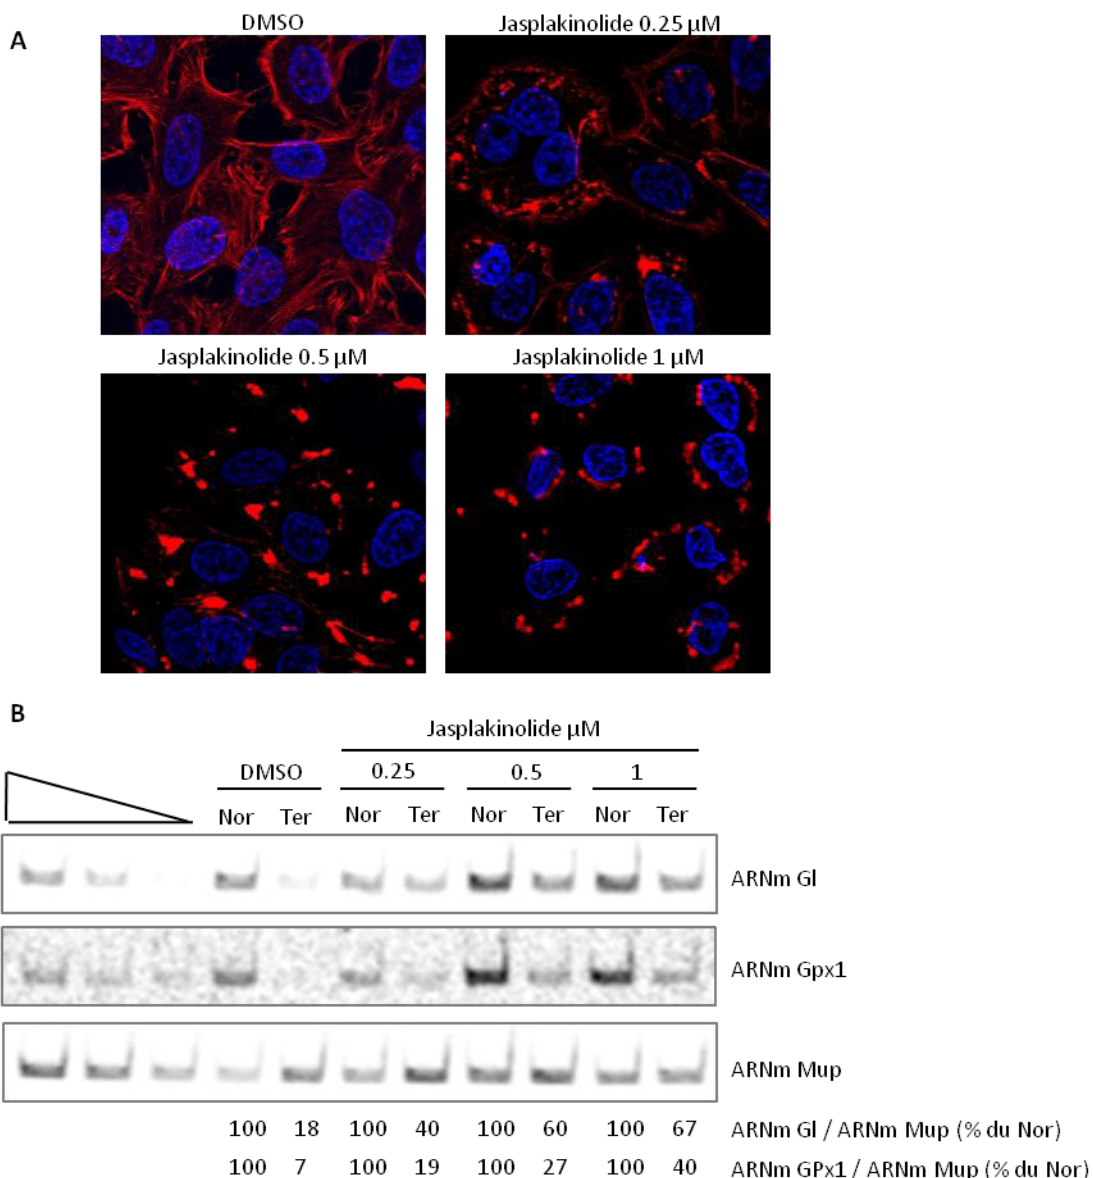 A
DMSO
Jasplakinolide 0.25 µM
Jasplakinolide 0.5 µM
Jasplakinolide 1 µM
B
Jasplakinolide µM
DMSO 0.25 0.5 1
Nor Ter Nor Ter Nor Ter Nor Ter
ARNm Gl
ARNm Gpx1
ARNm Mup
100 18 100 40 100 60 100 67 ARNm Gl / ARNm Mup (% du Nor)
100 7 100 19 100 27 100 40 ARNm GPx1 / ARNm Mup (% du Nor)